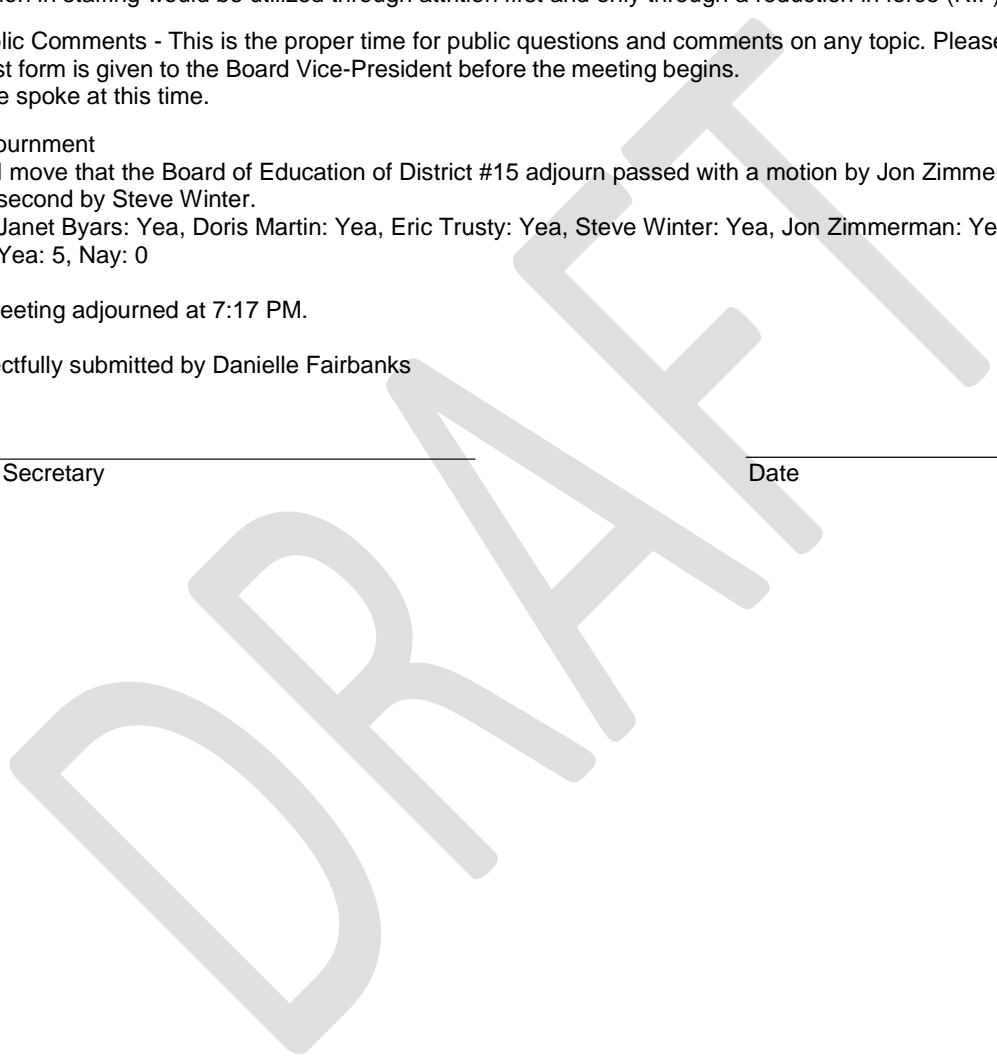 ion in staffing would be utilized through attrition first and only through a reduction in force (RIF)
lic Comments - This is the proper time for public questions and comments on any topic. Please
st form is given to the Board Vice-President before the meeting begins.
e spoke at this time.
ournment
I move that the Board of Education of District #15 adjourn passed with a motion by Jon Zimmer
second by Steve Winter.
Janet Byars: Yea, Doris Martin: Yea, Eric Trusty: Yea, Steve Winter: Yea, Jon Zimmerman: Ye
Yea: 5, Nay: 0
eeting adjourned at 7:17 PM.
ectfully submitted by Danielle Fairbanks
Secretary Date
DRAFT